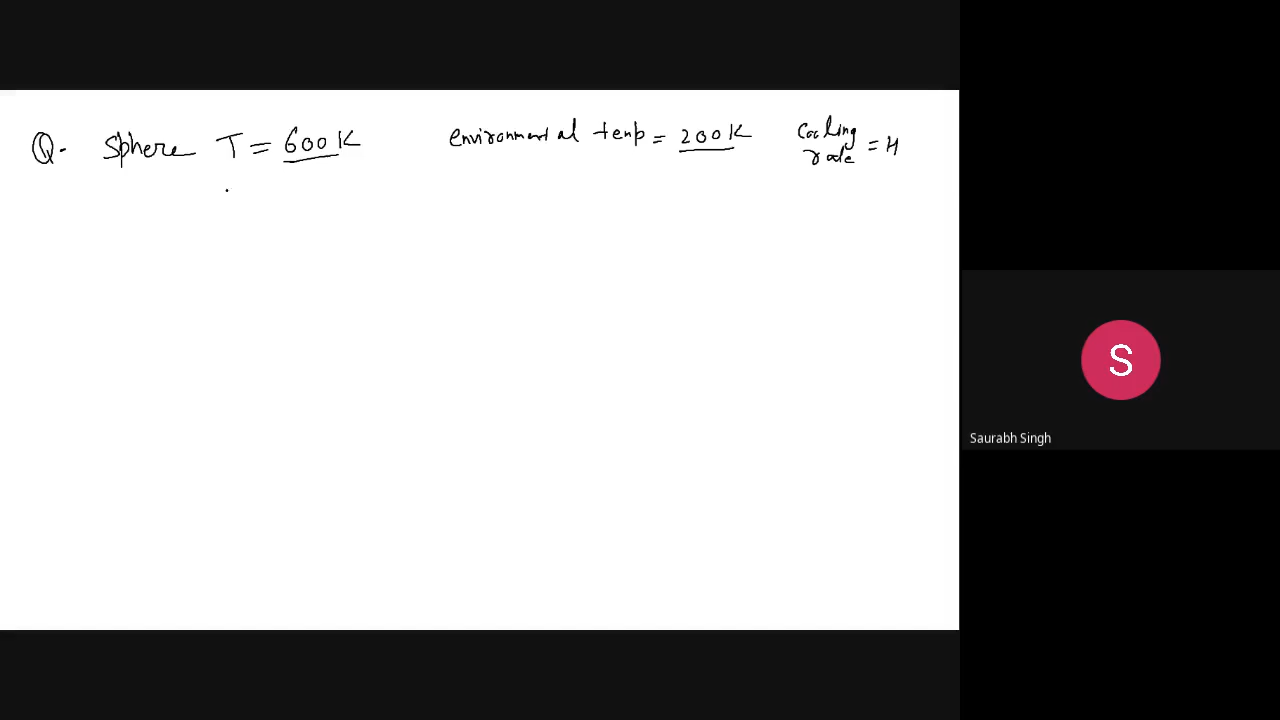 Q. Sphere T = 600 K environmental temp = 200 K Cooling rate = H
S
Saurabh Singh